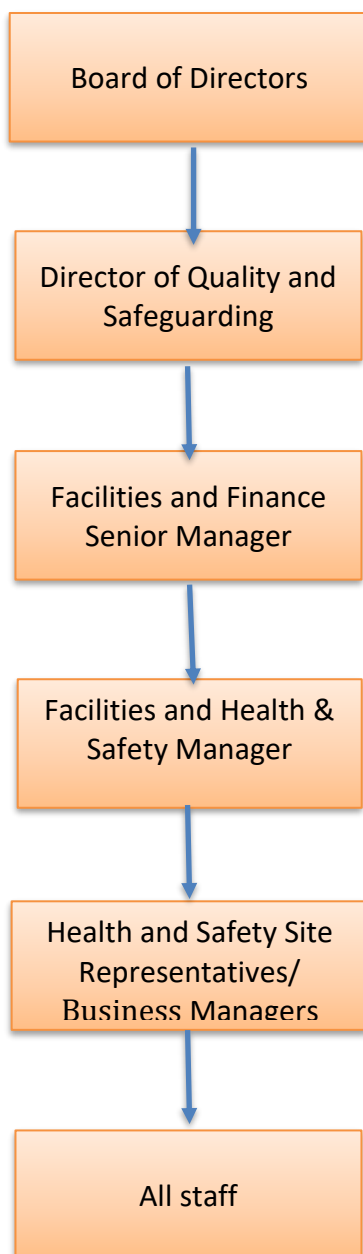 Board of Directors
Director of Quality and
Safeguarding
Facilities and Finance
Senior Manager
Facilities and Health &
Safety Manager
Health and Safety Site
Representatives/
Business Managers
All staff